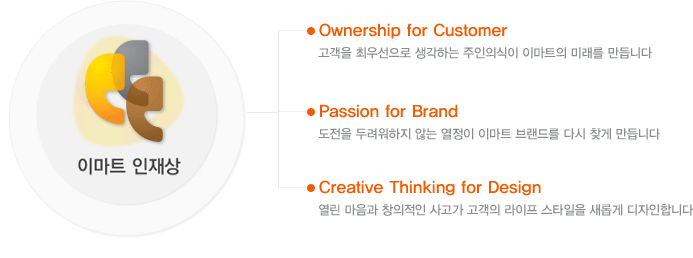 이마트 인재상
Ownership for Customer
고객을 최우선으로 생각하는 주인의식이 이마트의 미래를 만듭니다
Passion for Brand
도전을 두려워하지 않는 열정이 이마트 브랜드를 다시 찾게 만듭니다
Creative Thinking for Design
열린 마음과 창의적인 사고가 고객의 라이프 스타일을 새롭게 디자인합니다